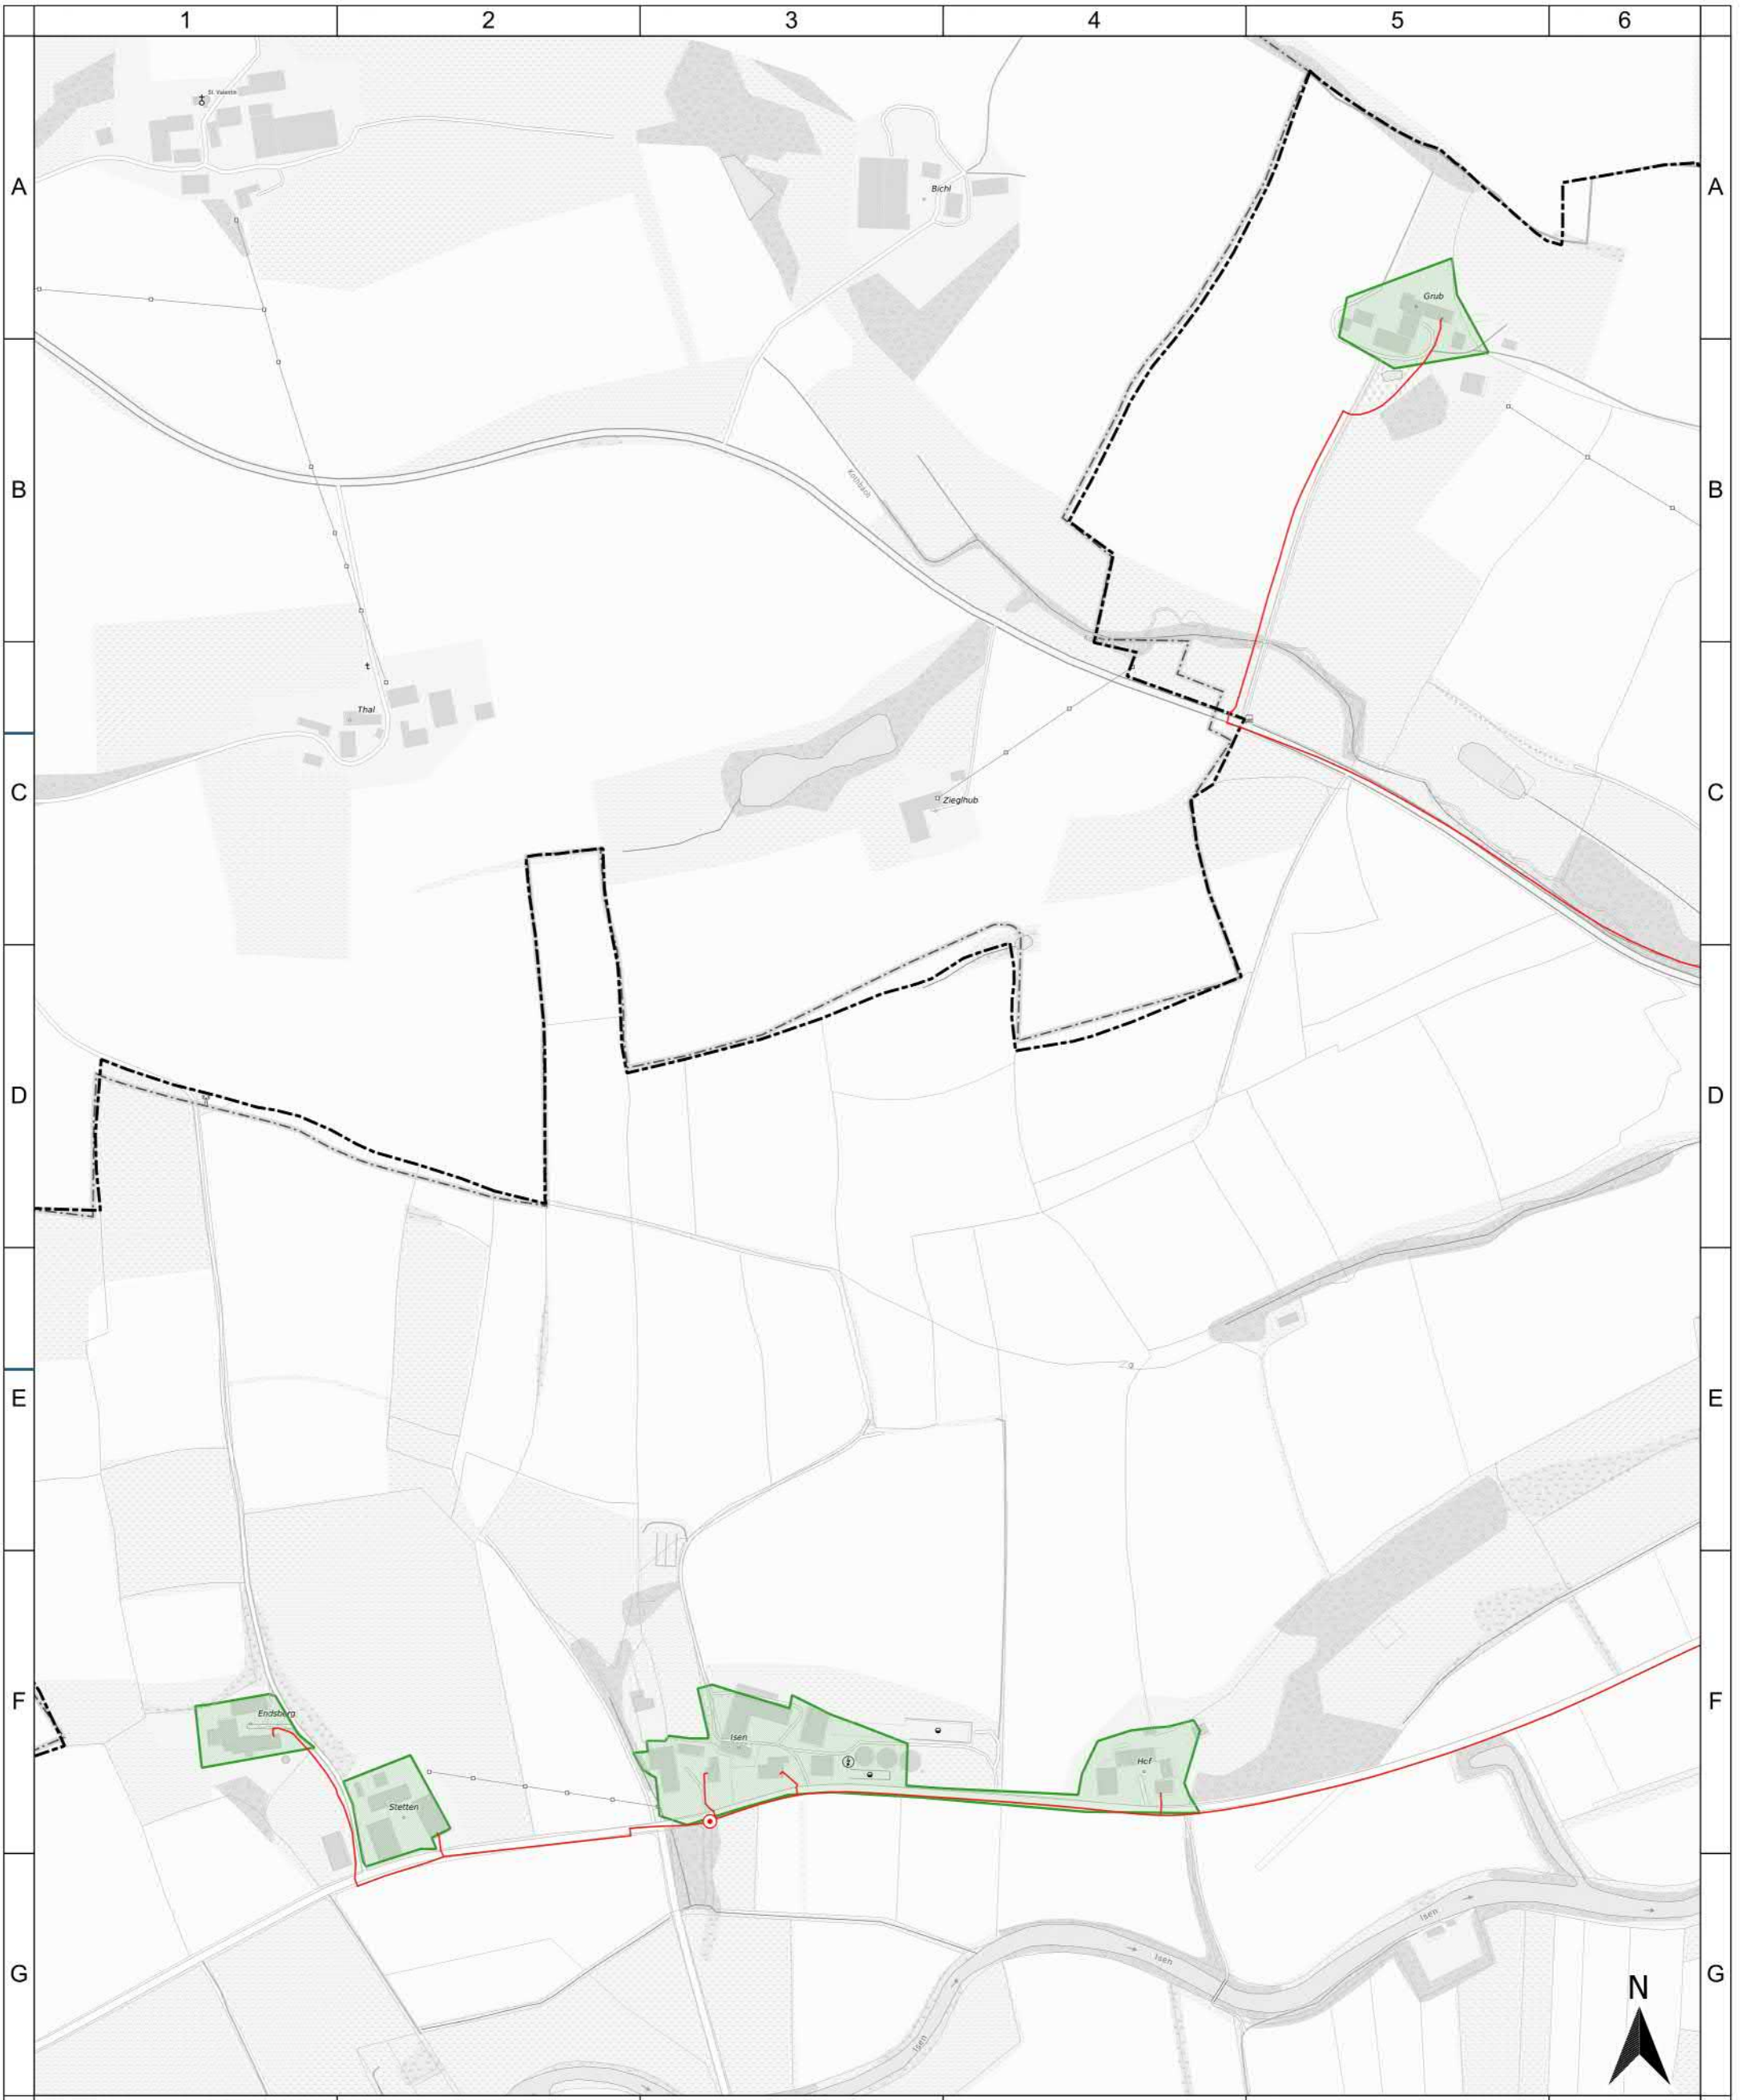 1 2 3 4 5 6
St. Valentin
A A
Bichl
Grub
B B
Kothbach
Thal
C C
Zieglhub
D D
E E
F F
Endsberg
Isen
Hof
Stetten
Isen
Isen
G G
N
Isen